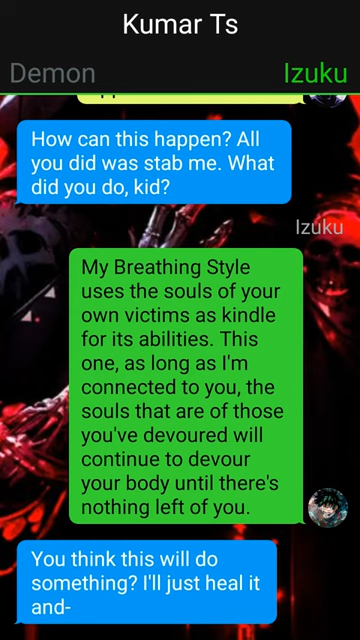 Kumar Ts
Demon Izuku
How can this happen? All
you did was stab me. What
did you do, kid?
Izuku
My Breathing Style
uses the souls of your
own victims as kindle
for its abilities. This
one, as long as I'm
connected to you, the
souls that are of those
you've devoured will
continue to devour
your body until there's
nothing left of you.
You think this will do
something? I'll just heal it
and-